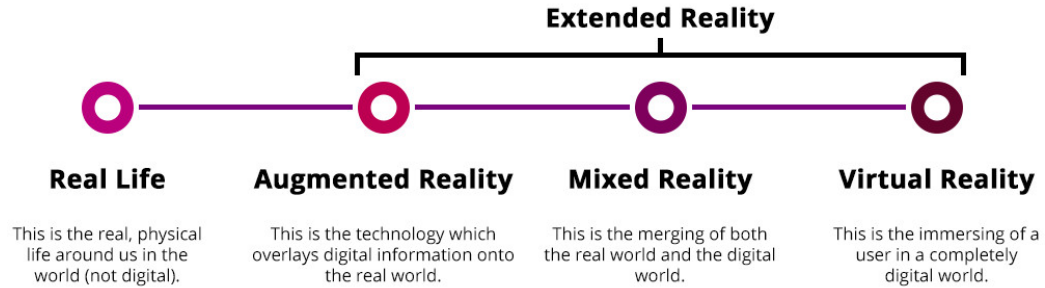 Extended Reality
Real Life
This is the real, physical
life around us in the
world (not digital).
Augmented Reality
This is the technology which
overlays digital information onto
the real world.
Mixed Reality
This is the merging of both
the real world and the digital
world.
Virtual Reality
This is the immersing of a
user in a completely
digital world.